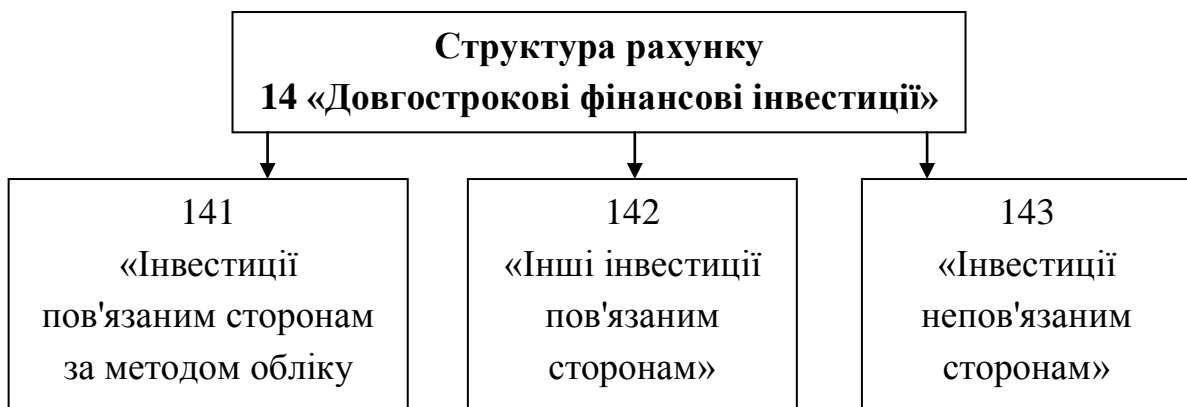 Структура рахунку
14 «Довгострокові фінансові інвестиції»
141
«Інвестиції
пов'язаним сторонам
за методом обліку
142
«Інші інвестиції
пов'язаним
сторонам»
143
«Інвестиції
непов'язаним
сторонам»